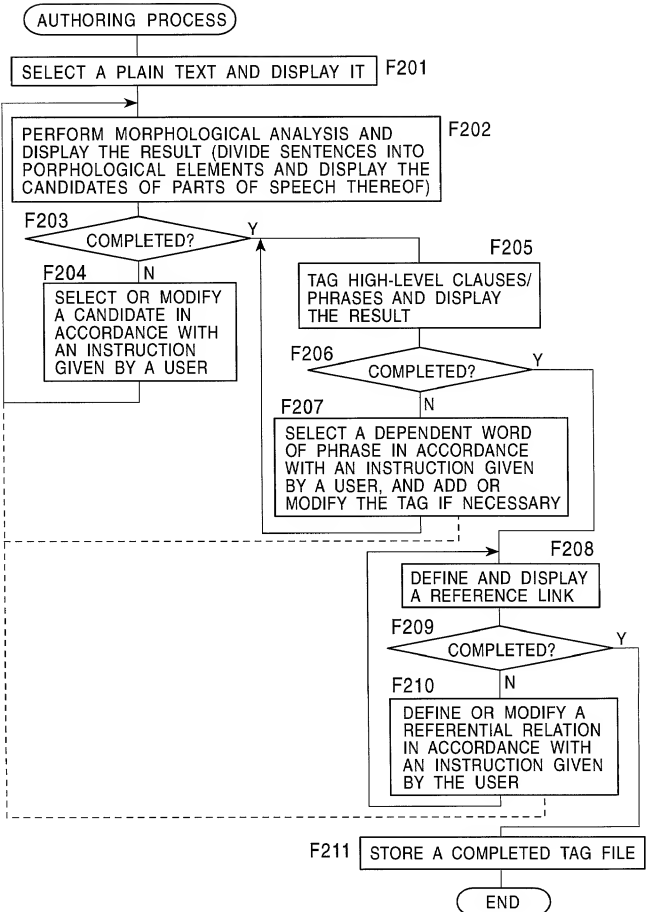 AUTHORING PROCESS
SELECT A PLAIN TEXT AND DISPLAY IT
F201
PERFORM MORPHOLOGICAL ANALYSIS AND
DISPLAY THE RESULT (DIVIDE SENTENCES INTO
PORPHOLOGICAL ELEMENTS AND DISPLAY THE
CANDIDATES OF PARTS OF SPEECH THEREOF)
F202
F203
COMPLETED?
Y
N
F204
SELECT OR MODIFY
A CANDIDATE IN
ACCORDANCE WITH
AN INSTRUCTION
GIVEN BY A USER
F205
TAG HIGH-LEVEL CLAUSES/
PHRASES AND DISPLAY
THE RESULT
F206
COMPLETED?
Y
N
F207
SELECT A DEPENDENT WORD
OF PHRASE IN ACCORDANCE
WITH AN INSTRUCTION GIVEN
BY A USER, AND ADD OR
MODIFY THE TAG IF NECESSARY
F208
DEFINE AND DISPLAY
A REFERENCE LINK
F209
COMPLETED?
Y
N
F210
DEFINE OR MODIFY A
REFERENTIAL RELATION
IN ACCORDANCE WITH
AN INSTRUCTION GIVEN
BY THE USER
F211
STORE A COMPLETED TAG FILE
END